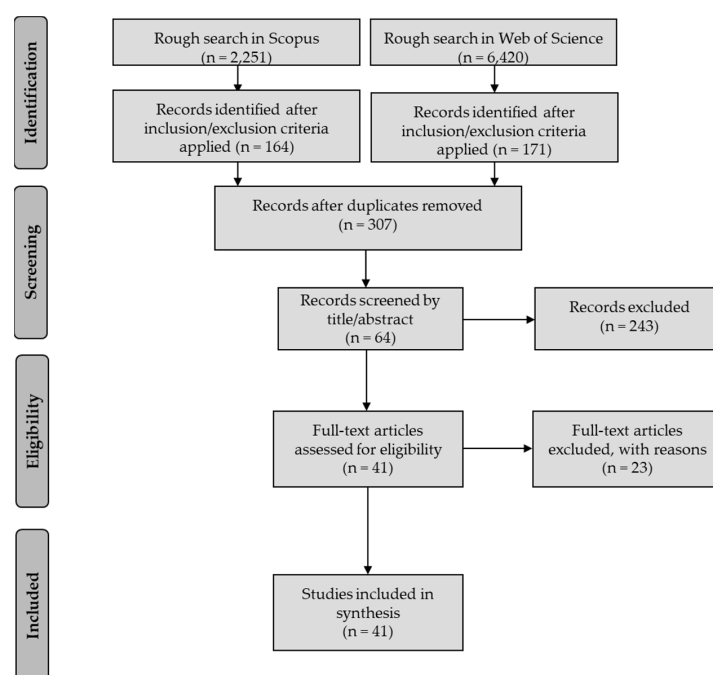 Identification
Rough search in Scopus
(n = 2,251)
Rough search in Web of Science
(n = 6,420)
Records identified after
inclusion/exclusion criteria
applied (n = 164)
Records identified after
inclusion/exclusion criteria
applied (n = 171)
Screening
Records after duplicates removed
(n = 307)
Records screened by
title/abstract
(n = 64)
Records excluded
(n = 243)
Eligibility
Full-text articles
assessed for eligibility
(n = 41)
Full-text articles
excluded, with reasons
(n = 23)
Included
Studies included in
synthesis
(n = 41)